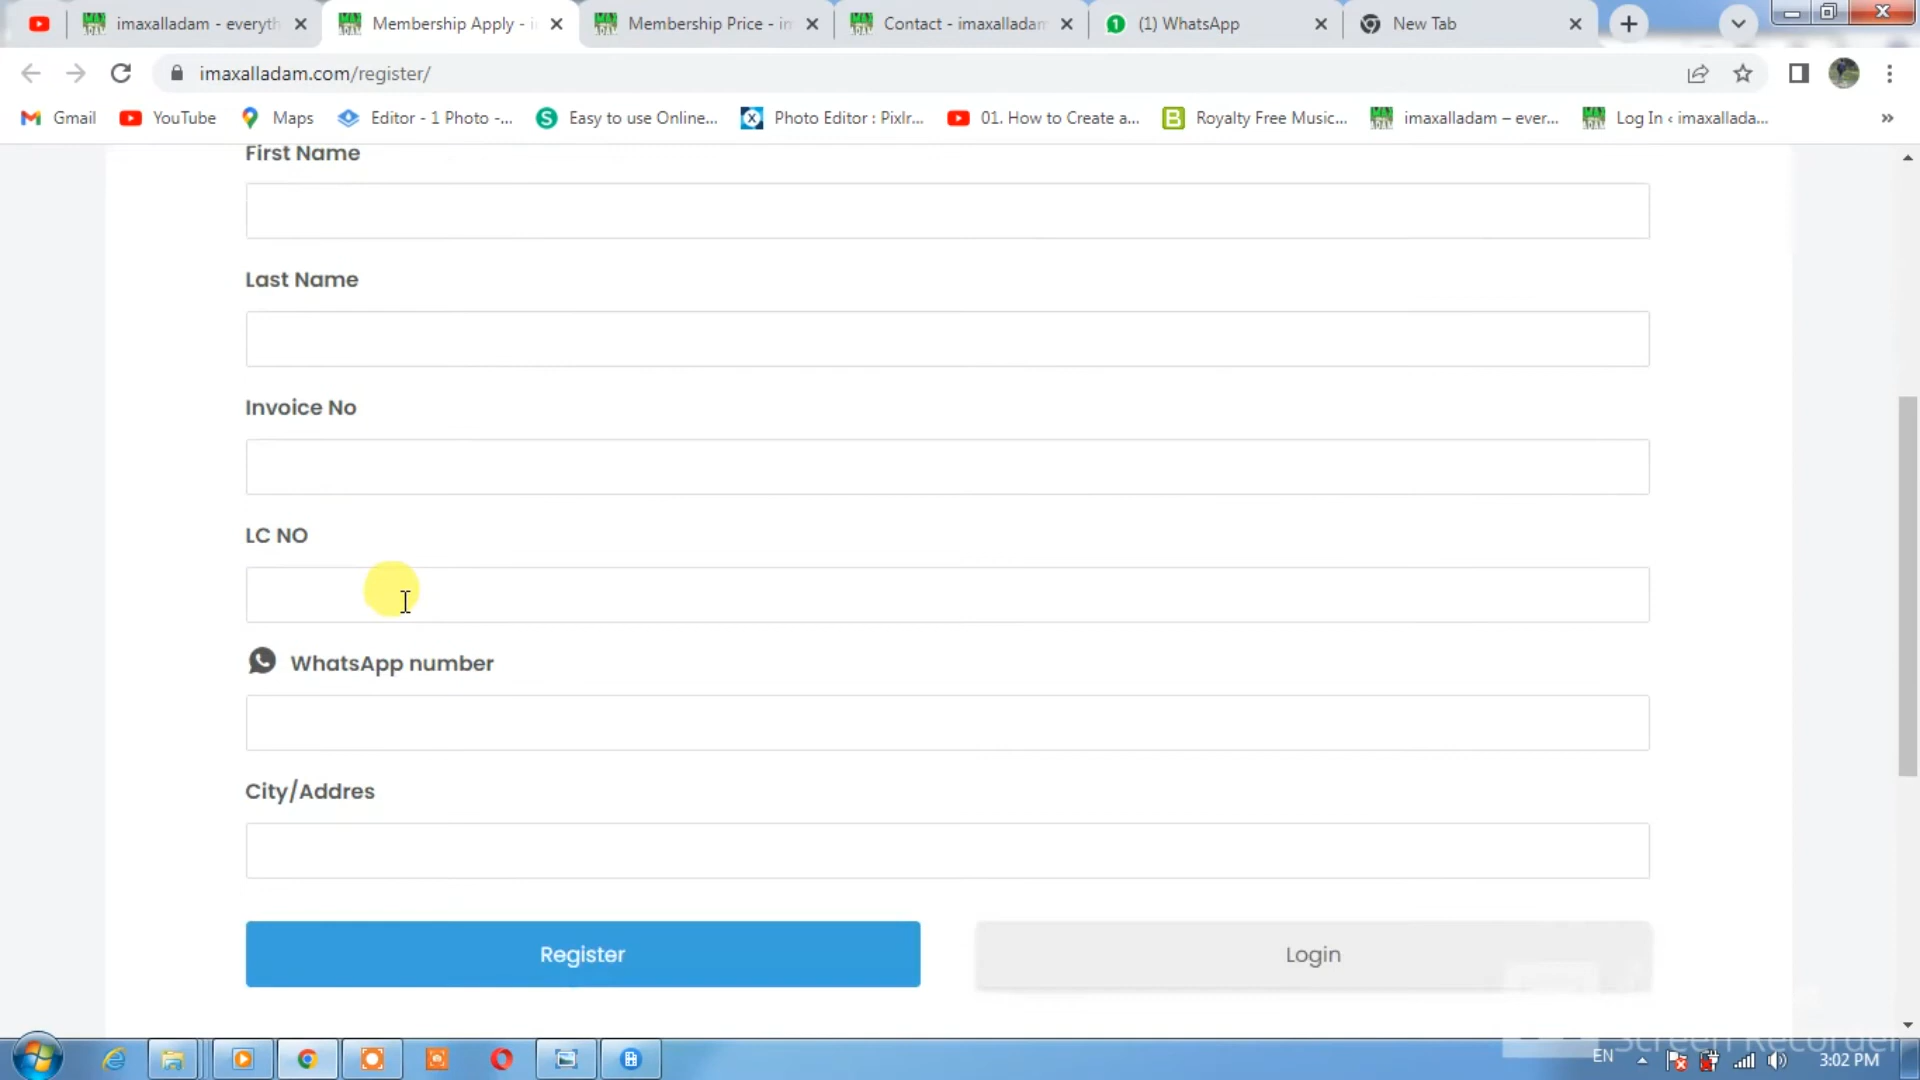 imaxalladam - everyth
Membership Apply - i
Membership Price - in
Contact - imaxalladam
(1) WhatsApp
New Tab
imaxalladam.com/register/
Gmail
YouTube
Maps
Editor - 1 Photo -...
Easy to use Online...
Photo Editor : Pixlr...
01. How to Create a...
Royalty Free Music...
imaxalladam – ever...
Log In ‹ imaxallada...
»
First Name
Last Name
Invoice No
LC NO
WhatsApp number
City/Addres
Register
Login
Screen Recorder
EN
3:02 PM